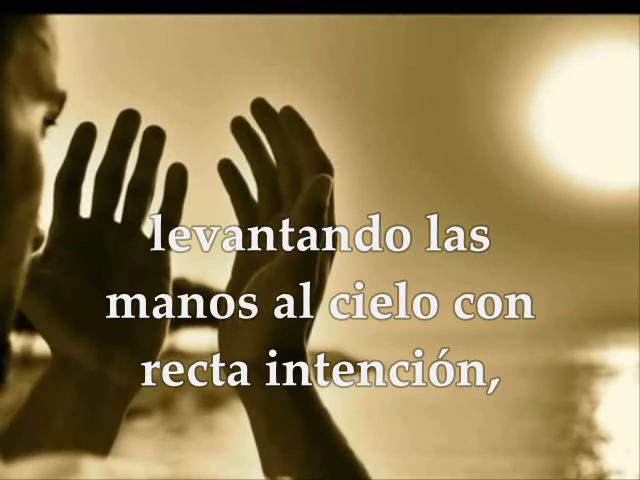 levantando las
manos al cielo con
recta intención,